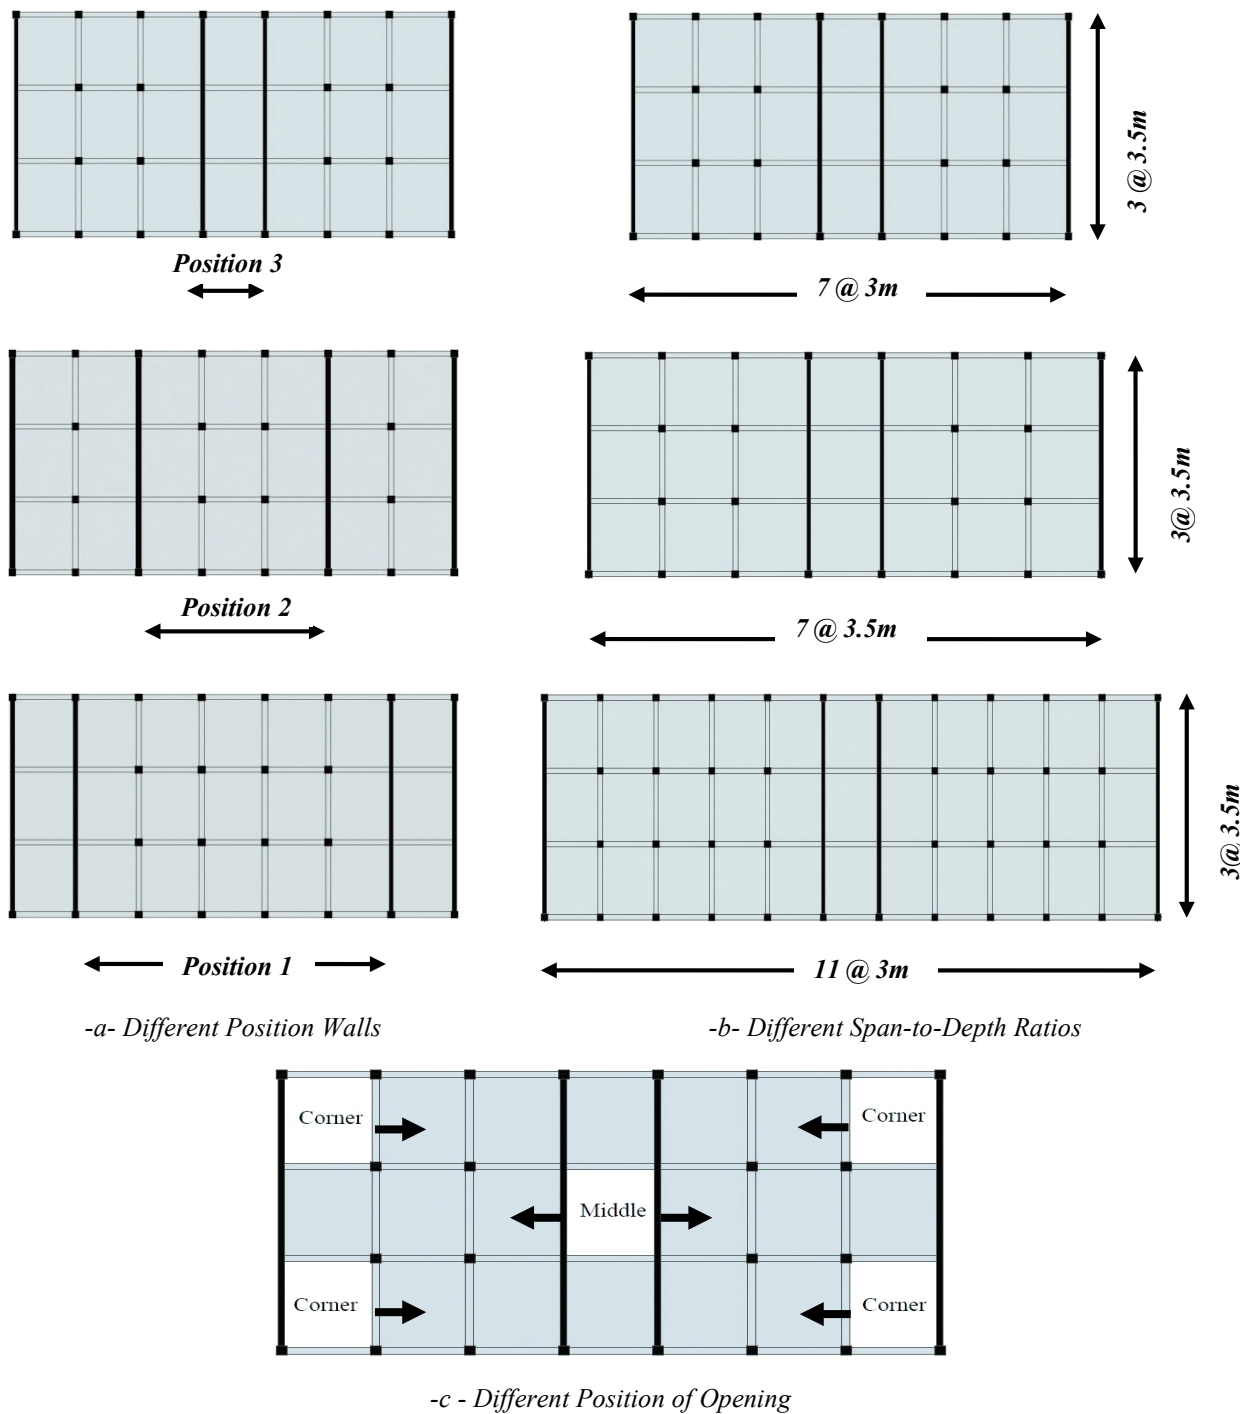 3 @ 3.5m
Position 3
7 @ 3m
3@ 3.5m
Position 2
7 @ 3.5m
3@ 3.5m
Position 1
11 @ 3m
-a- Different Position Walls
-b- Different Span-to-Depth Ratios
Corner
Corner
Middle
Corner
Corner
-c - Different Position of Opening